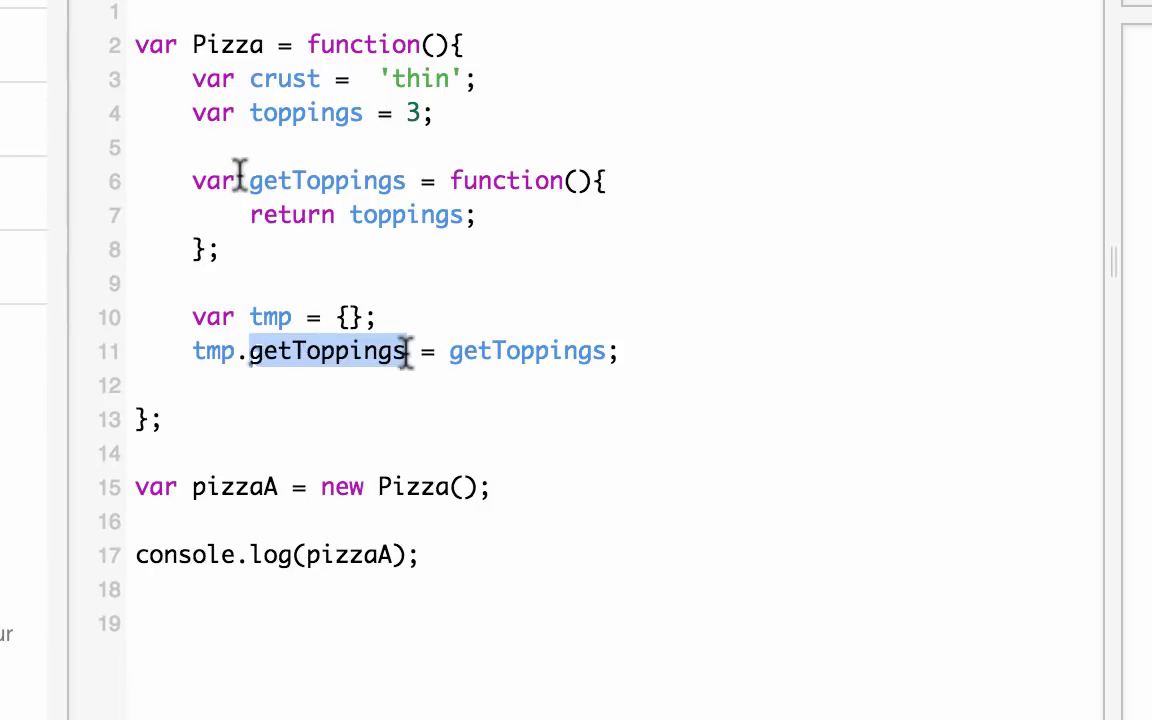 1
2 var Pizza = function(){
3 var crust =  'thin';
4 var toppings = 3;
5
6 var getToppings = function(){
7 return toppings;
8 };
9
10 var tmp = {};
11 tmp.getToppings = getToppings;
12
13 };
14
15 var pizzaA = new Pizza();
16
17 console.log(pizzaA);
18
19
ur